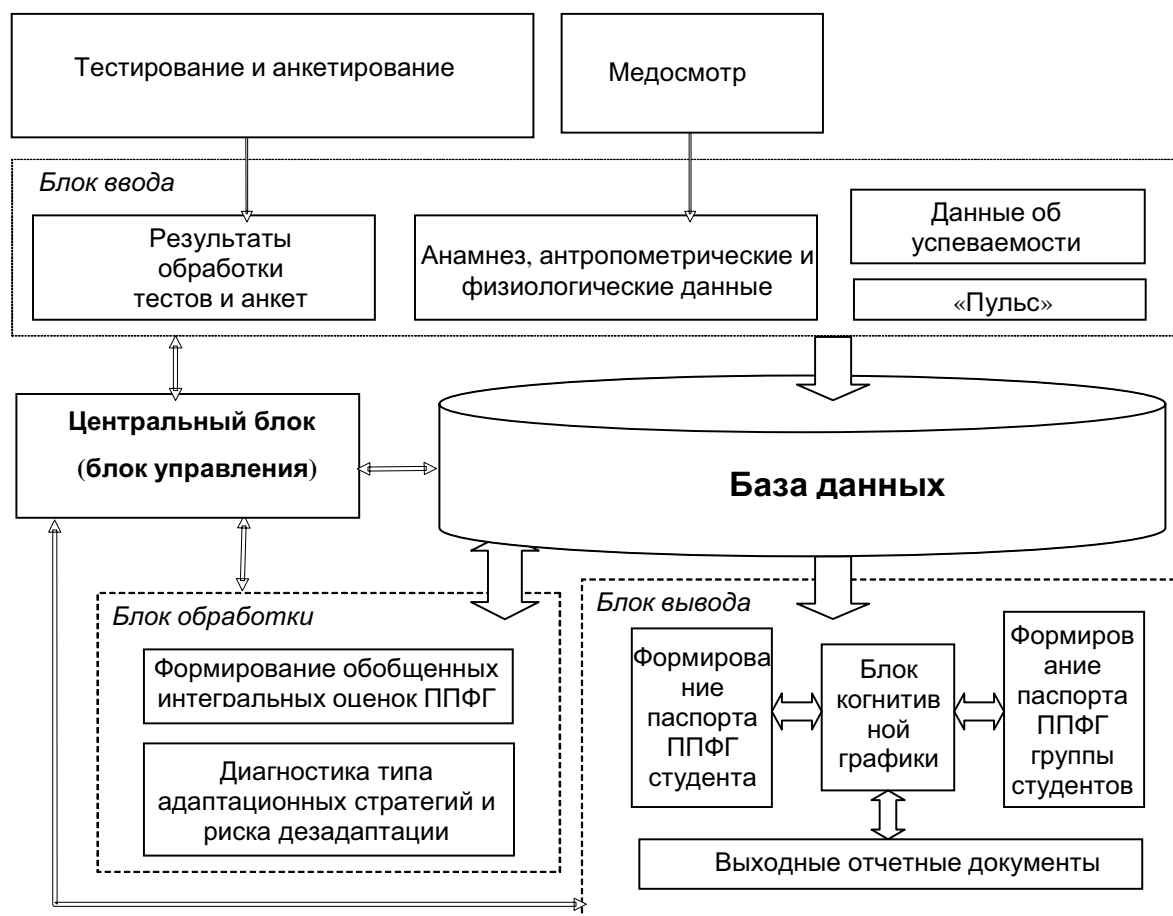 Тестирование и анкетирование
Медосмотр
Блок ввода
Результаты
обработки
тестов и анкет
Анамнез, антропометрические и
физиологические данные
Данные об
успеваемости
«Пульс»
Центральный блок
(блок управления)
База данных
Блок обработки
Формирование обобщенных
интегральных оценок ППФГ
Диагностика типа
адаптационных стратегий и
риска дезадаптации
Блок вывода
Формирова
ние
паспорта
ППФГ
студента
Блок
когнитив
ной
графики
Формиров
ание
паспорта
ППФГ
группы
студентов
Выходные отчетные документы